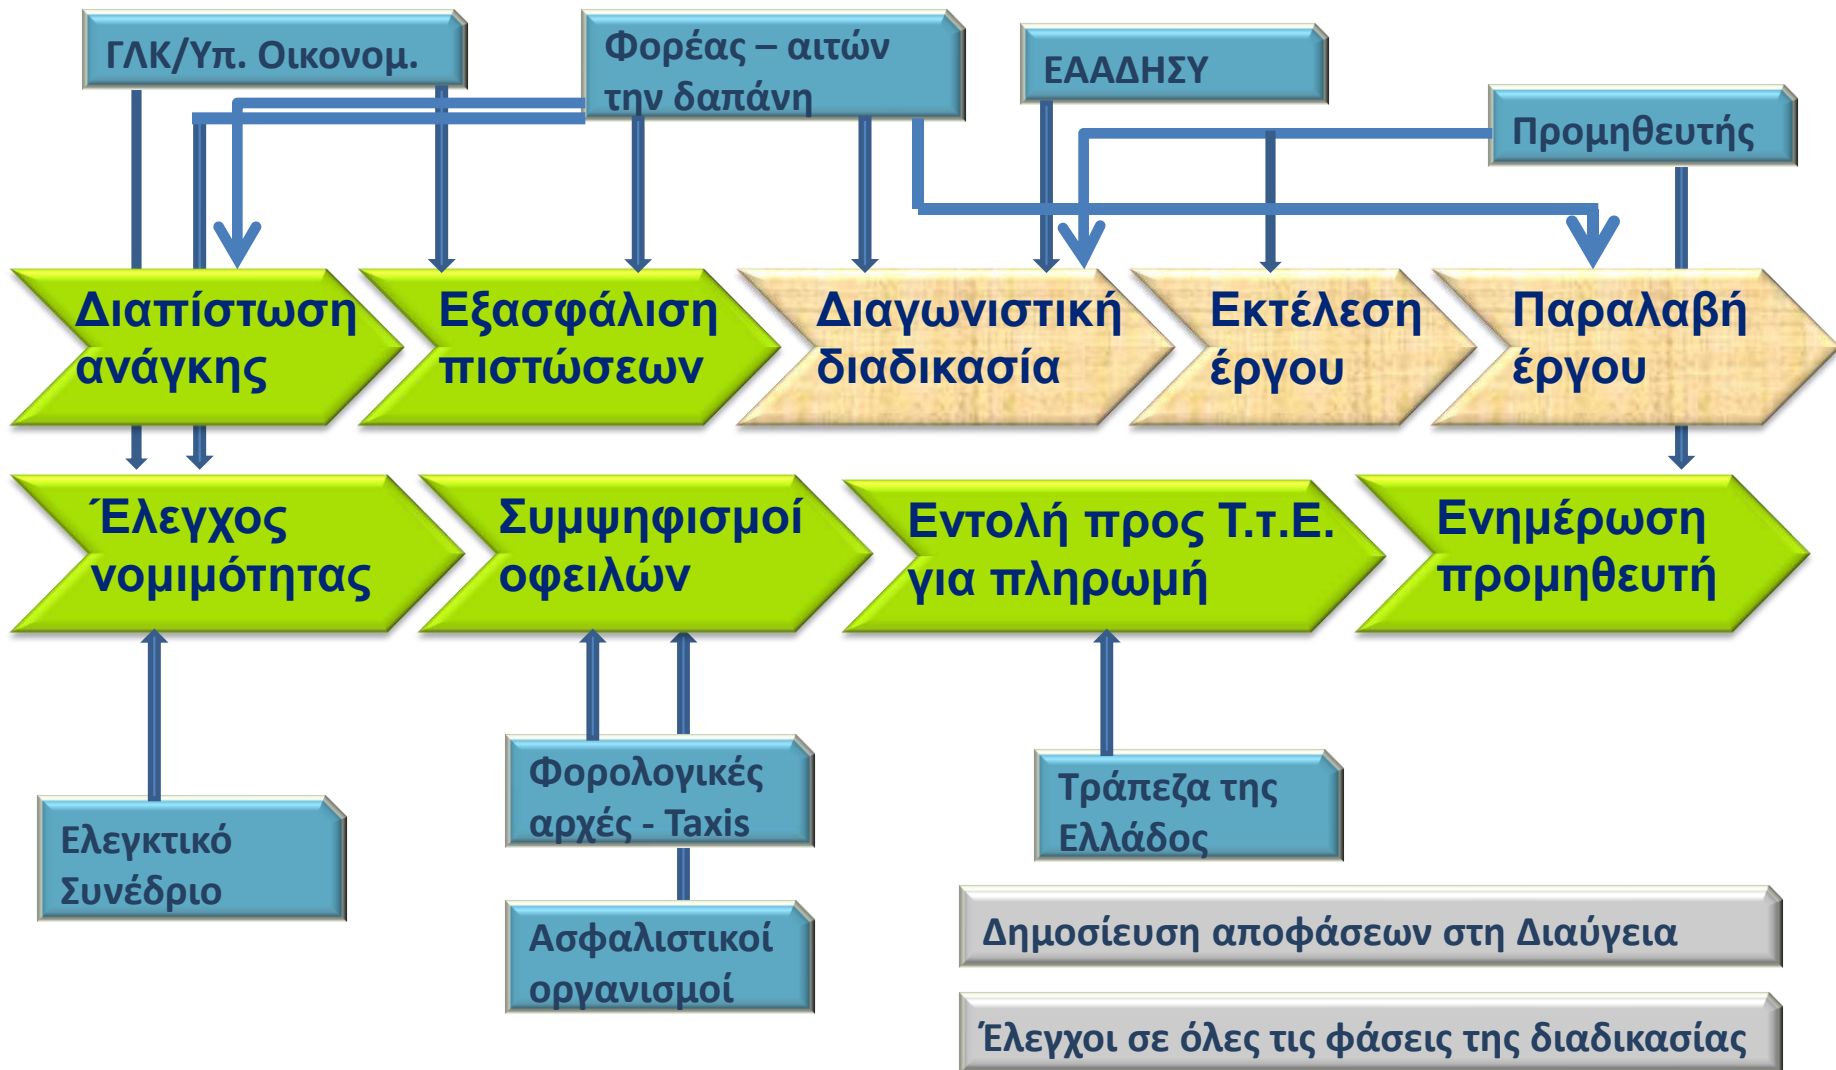 ΓΛΚ/Υπ. Οικονομ.
Φορέας – αιτών
την δαπάνη
ΕΑΑΔΗΣΥ
Προμηθευτής
Διαπίστωση
ανάγκης
Εξασφάλιση
πιστώσεων
Διαγωνιστική
διαδικασία
Εκτέλεση
έργου
Παραλαβή
έργου
Έλεγχος
νομιμότητας
Συμψηφισμοί
οφειλών
Εντολή προς Τ.τ.Ε.
για πληρωμή
Ενημέρωση
προμηθευτή
Ελεγκτικό
Συνέδριο
Φορολογικές
αρχές - Taxis
Ασφαλιστικοί
οργανισμοί
Τράπεζα της
Ελλάδος
Δημοσίευση αποφάσεων στη Διαύγεια
Έλεγχοι σε όλες τις φάσεις της διαδικασίας